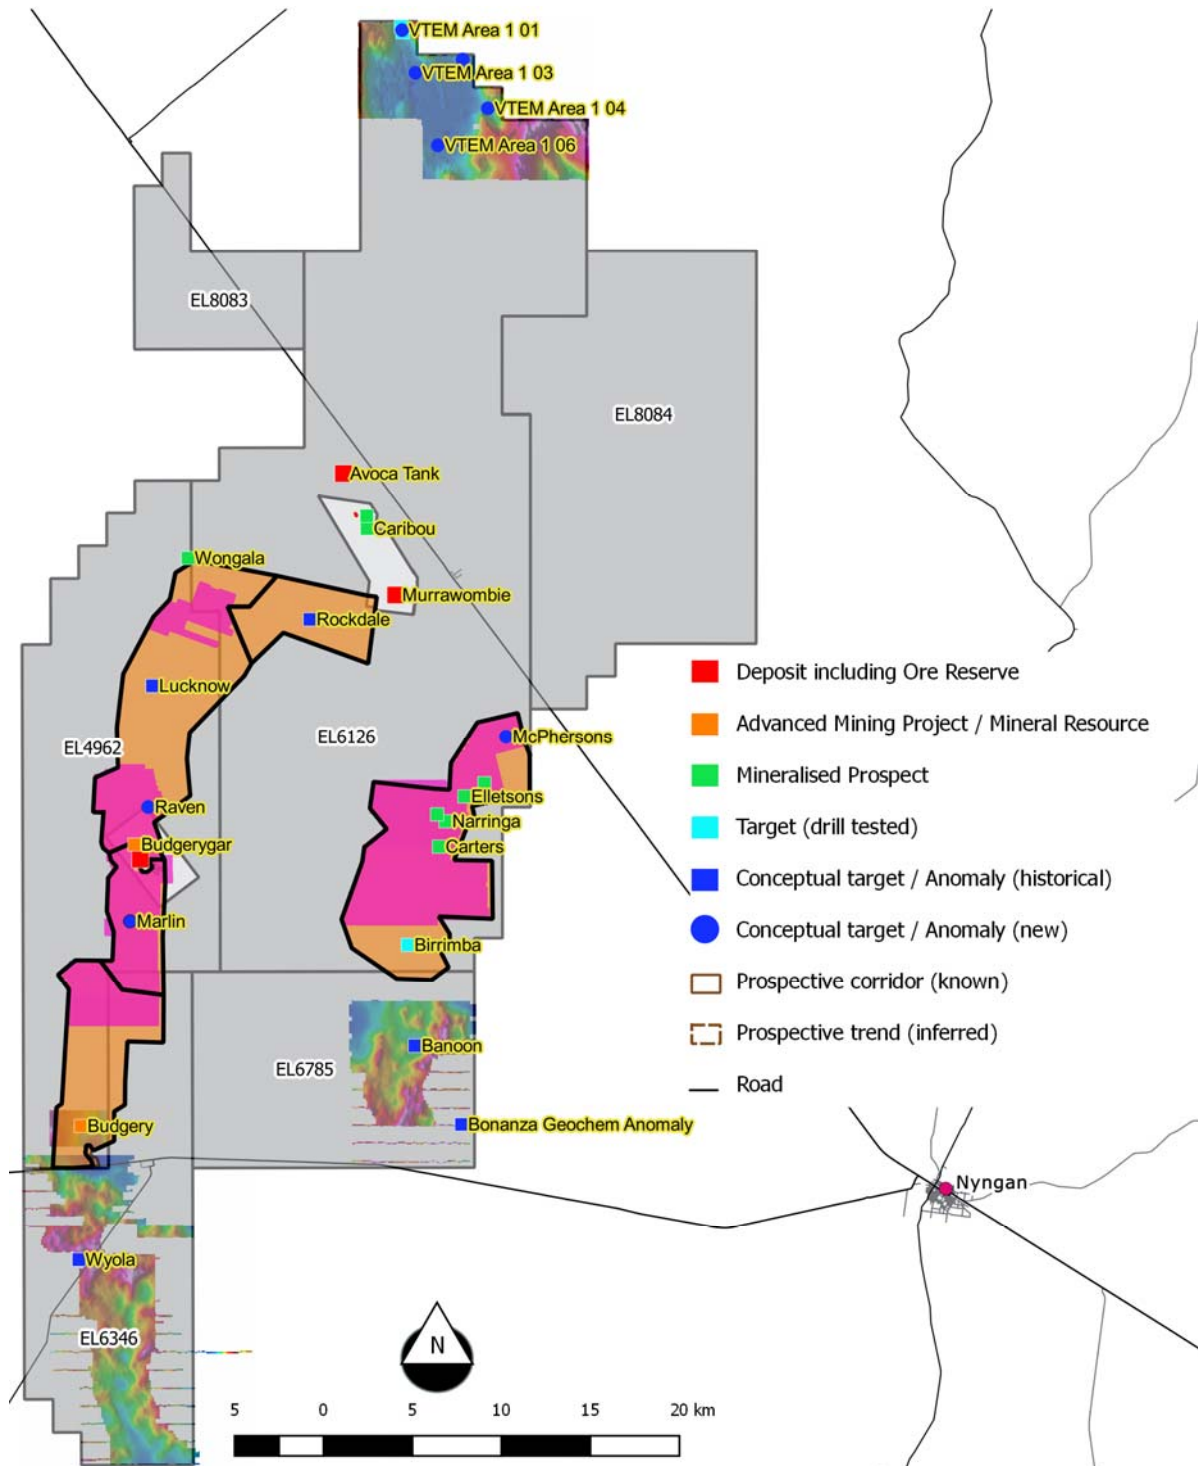 VTEM Area 1 01
VTEM Area 1 03
VTEM Area 1 04
VTEM Area 1 06
EL8083
EL8084
Avoca Tank
Caribou
Wongala
Murrawombie
Rockdale
Lucknow
EL4962
EL6126
McPhersons
Raven
Elletsons
Narringa
Budgerygar
Carters
Marlin
Birrimba
Banoon
EL6785
Budgery
Bonanza Geochem Anomaly
Wyola
EL6346
Deposit including Ore Reserve
Advanced Mining Project / Mineral Resource
Mineralised Prospect
Target (drill tested)
Conceptual target / Anomaly (historical)
Conceptual target / Anomaly (new)
Prospective corridor (known)
Prospective trend (inferred)
Road
Nyngan
N
5 0 5 10 15 20 km